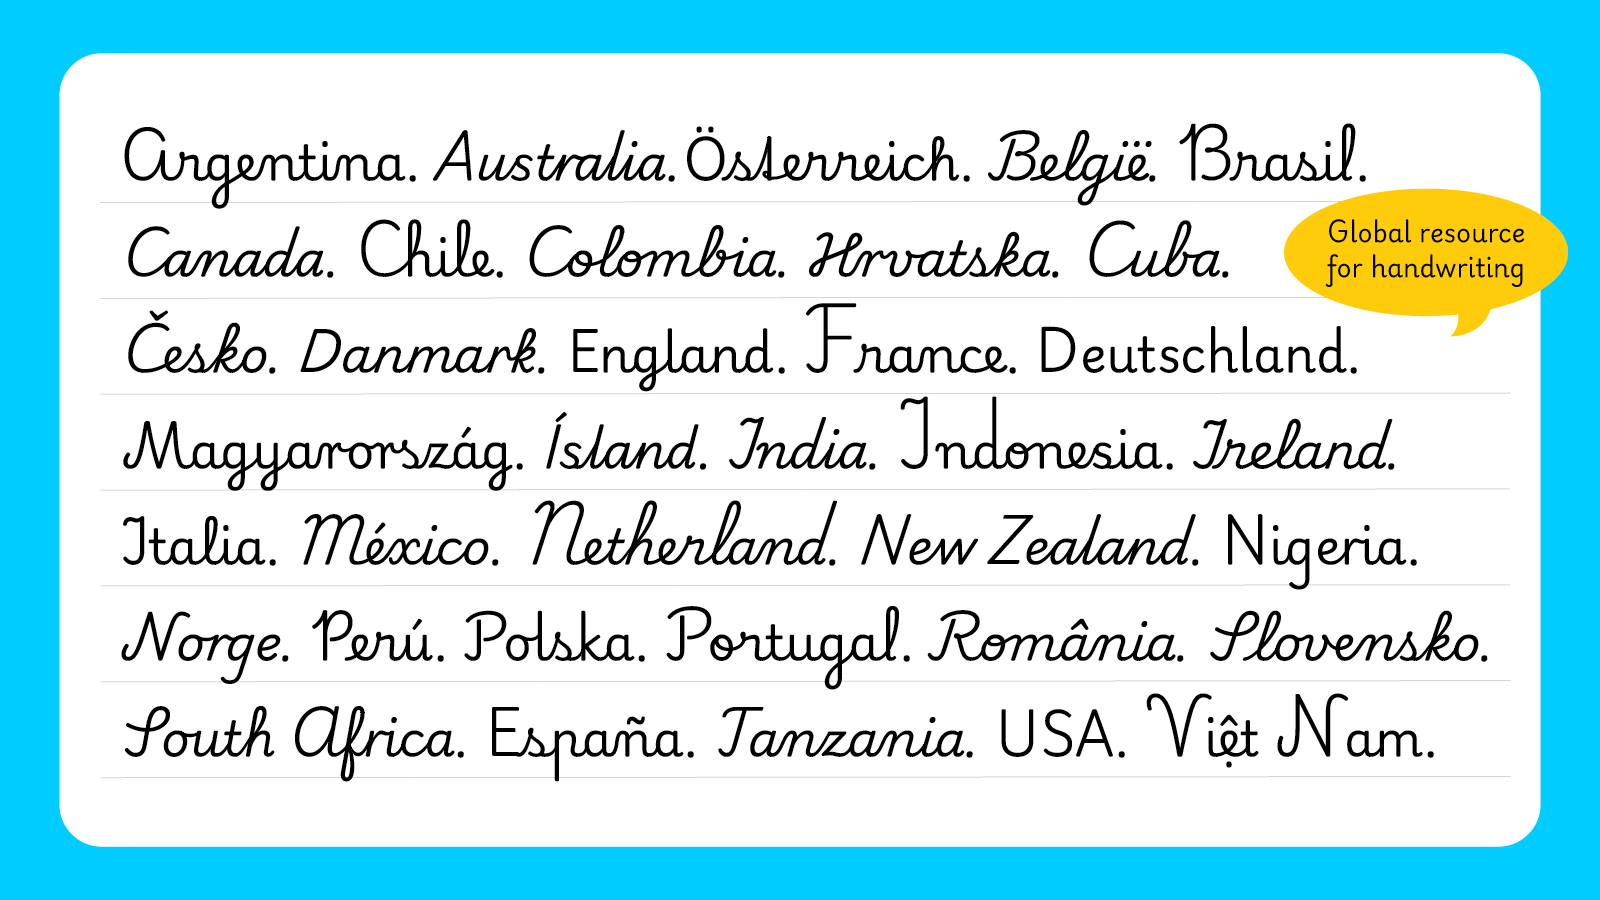 Argentina. Australia. Österreich. België. Brasil.
Canada. Chile. Colombia. Hrvatska. Cuba.
Global resource
for handwriting
Česko. Danmark. England. France. Deutschland.
Magyarország. Ísland. India. Indonesia. Ireland.
Italia. México. Netherland. New Zealand. Nigeria.
Norge. Perú. Polska. Portugal. România. Slovensko.
South Africa. España. Tanzania. USA. Việt Nam.